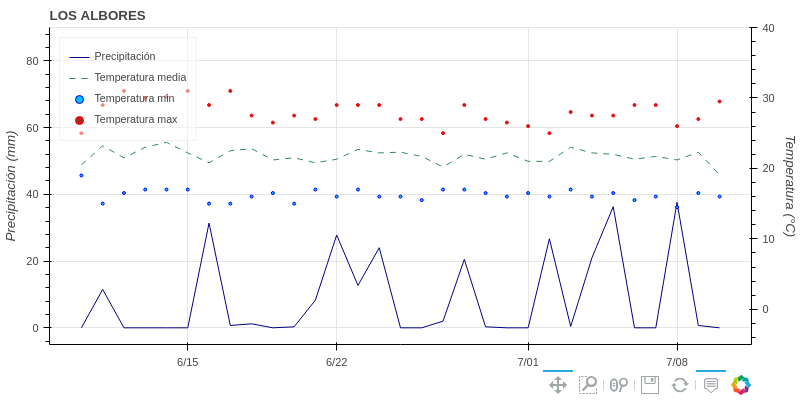 LOS ALBORES
Precipitación
Temperatura media
Temperatura min
Temperatura max
Precipitación (mm)
80
60
40
20
0
Temperatura (°C)
40
30
20
10
0
6/15
6/22
7/01
7/08